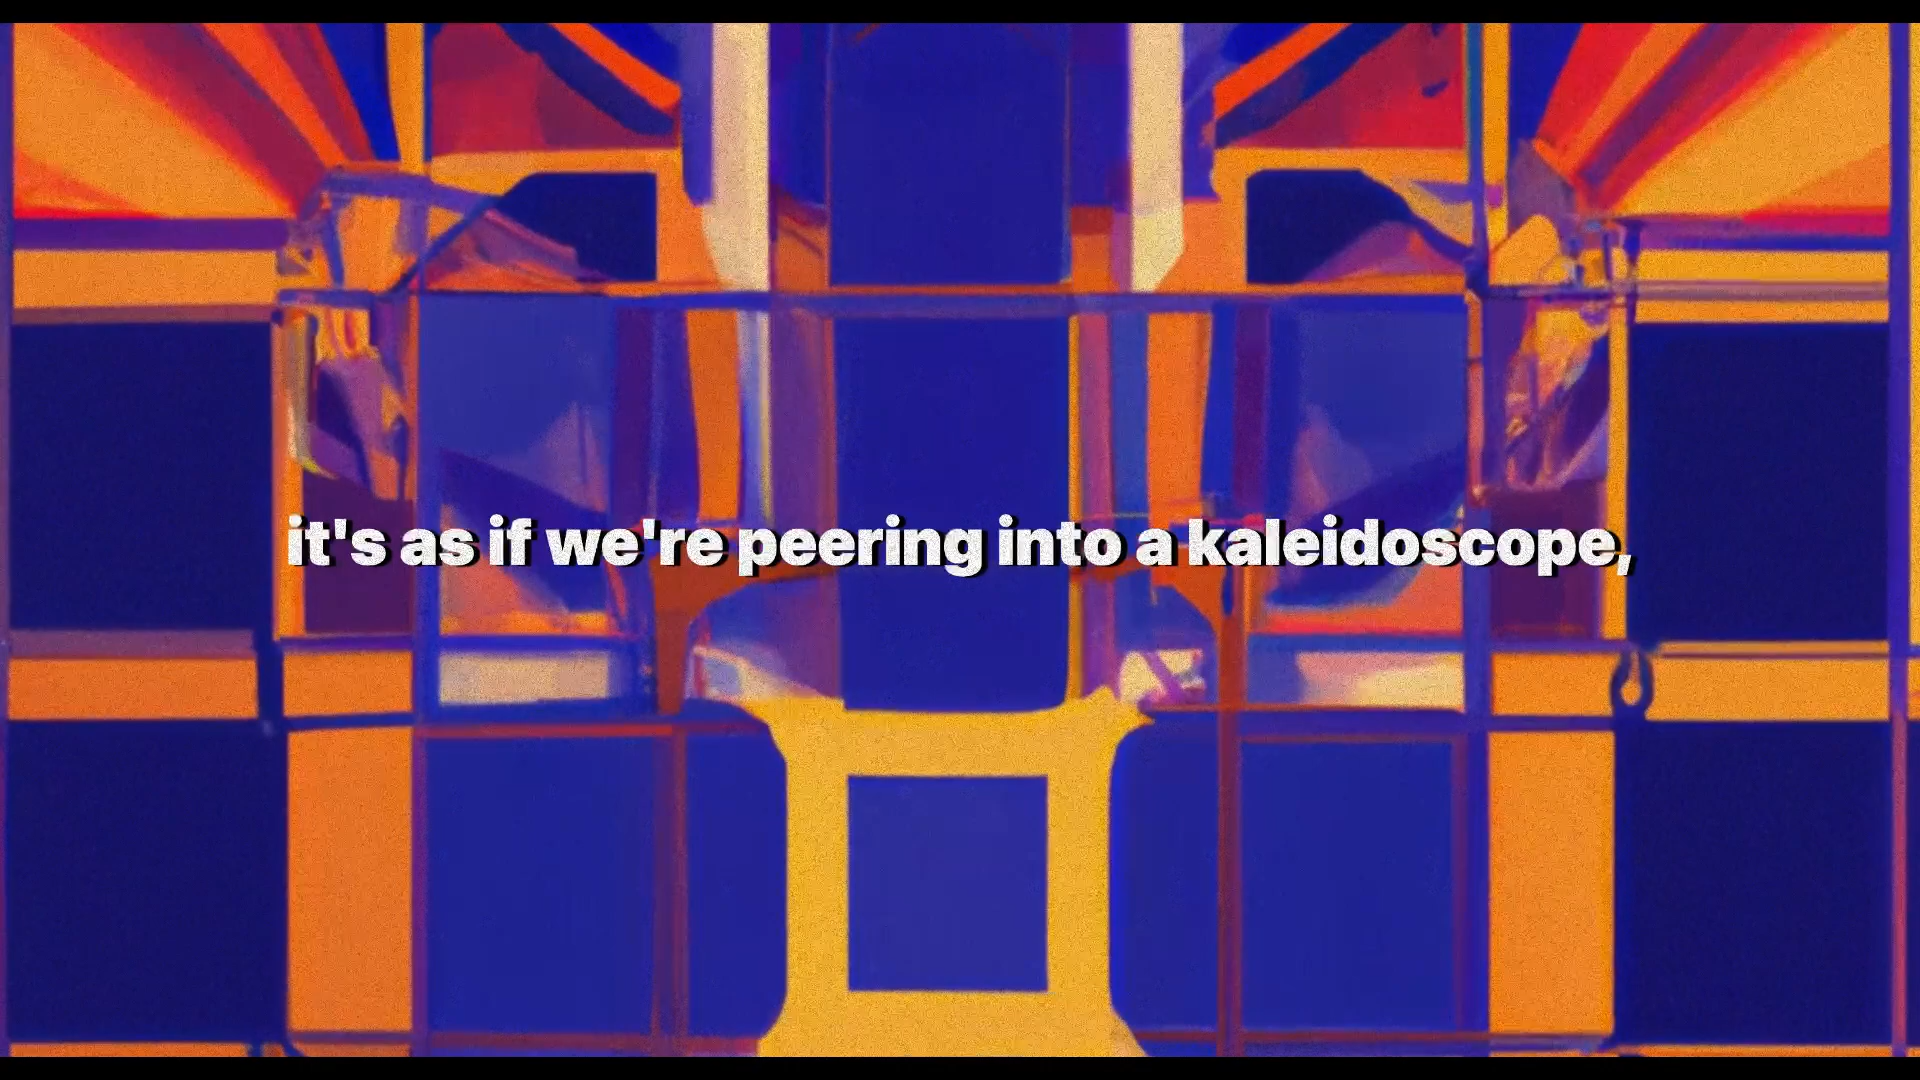 it's as if we're peering into a kaleidoscope,